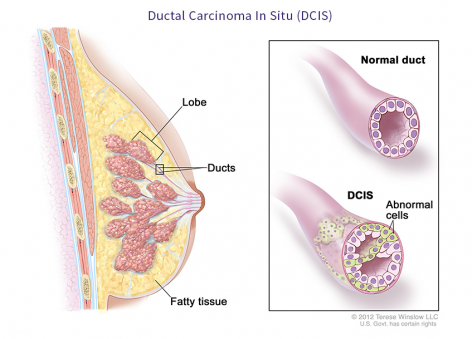 Ductal Carcinoma In Situ (DCIS)
Lobe
Ducts
Fatty tissue
Normal duct
DCIS
Abnormal
cells
© 2012 Terese Winslow LLC
U.S. Govt. has certain rights